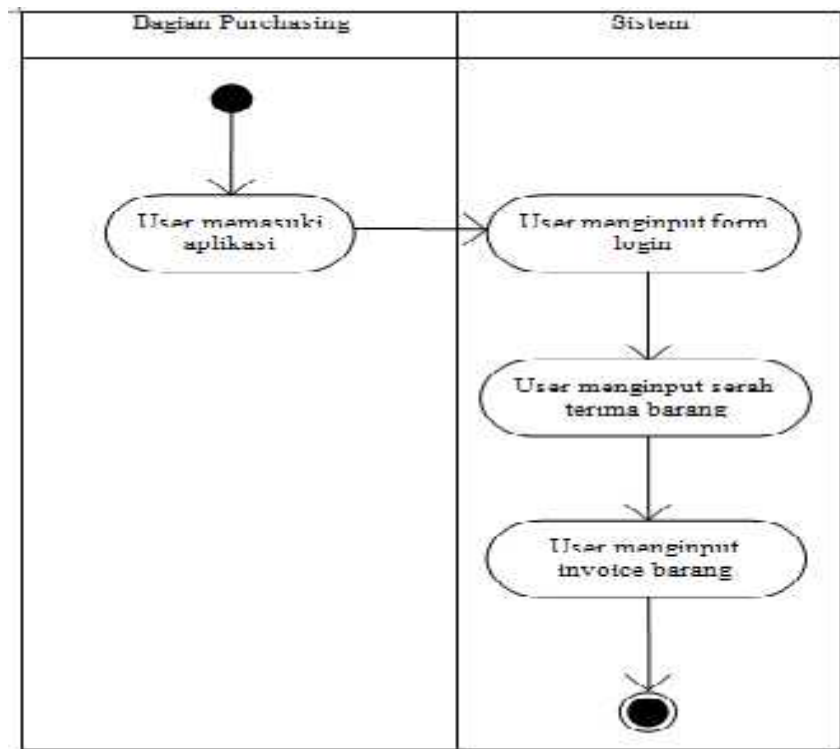 Bagian Purchasing
Sistem
User memasuki
aplikasi
User menginput form
login
User menginput serah
terima barang
User menginput
invoice barang